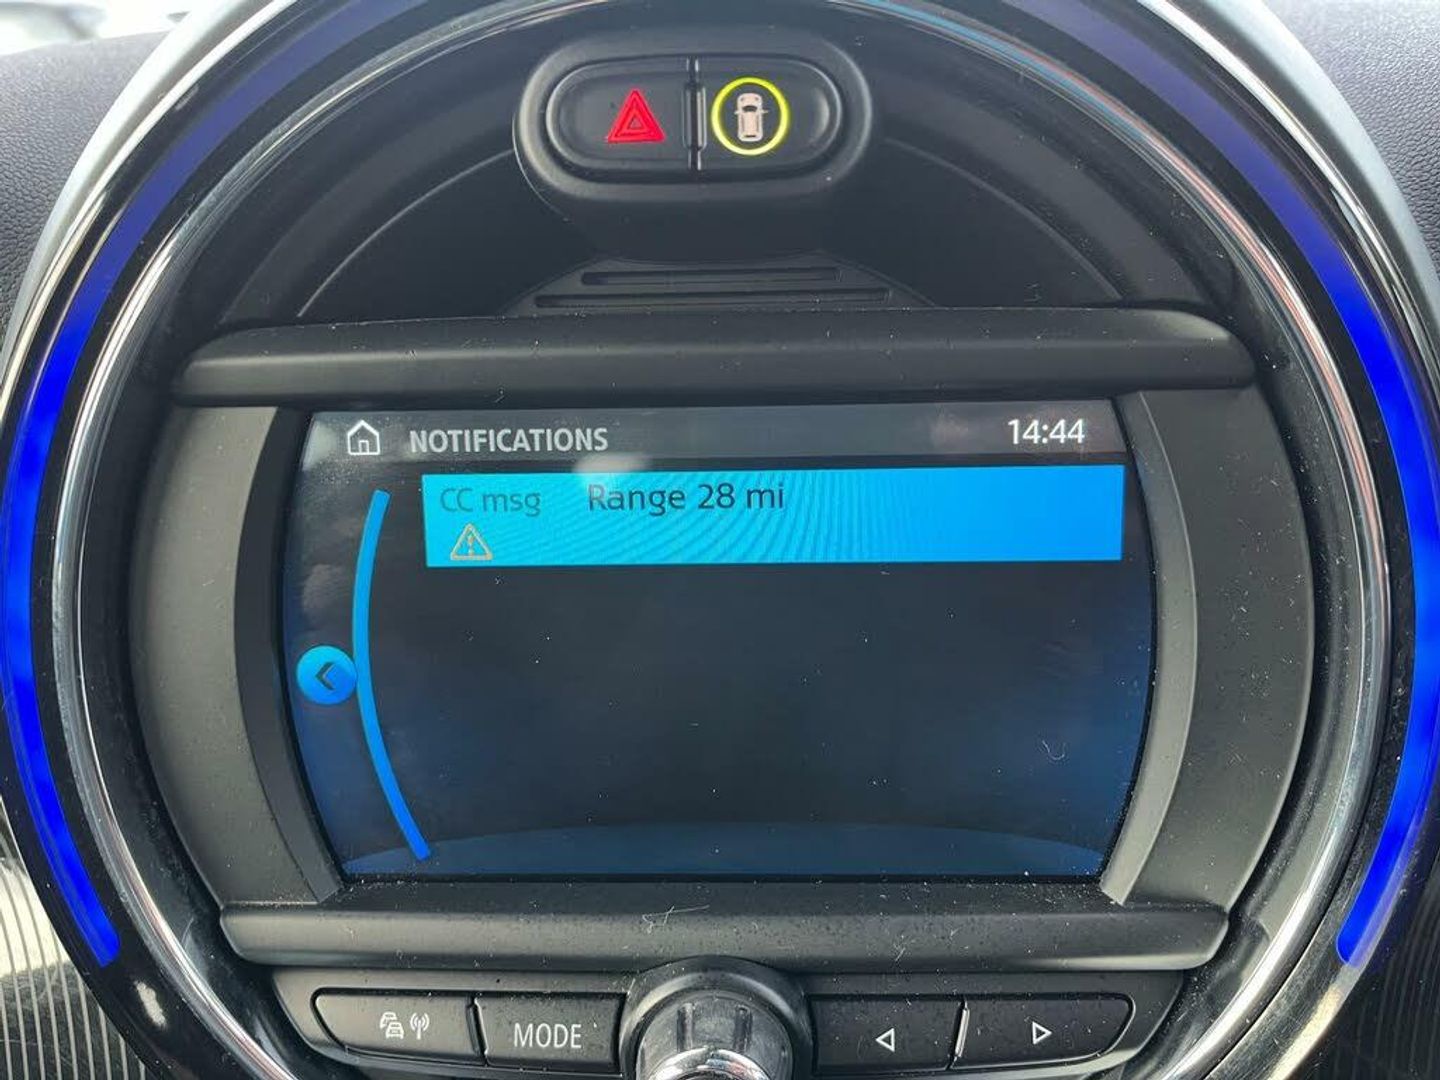 NOTIFICATIONS 14:44
CC msg Range 28 mi
MODE